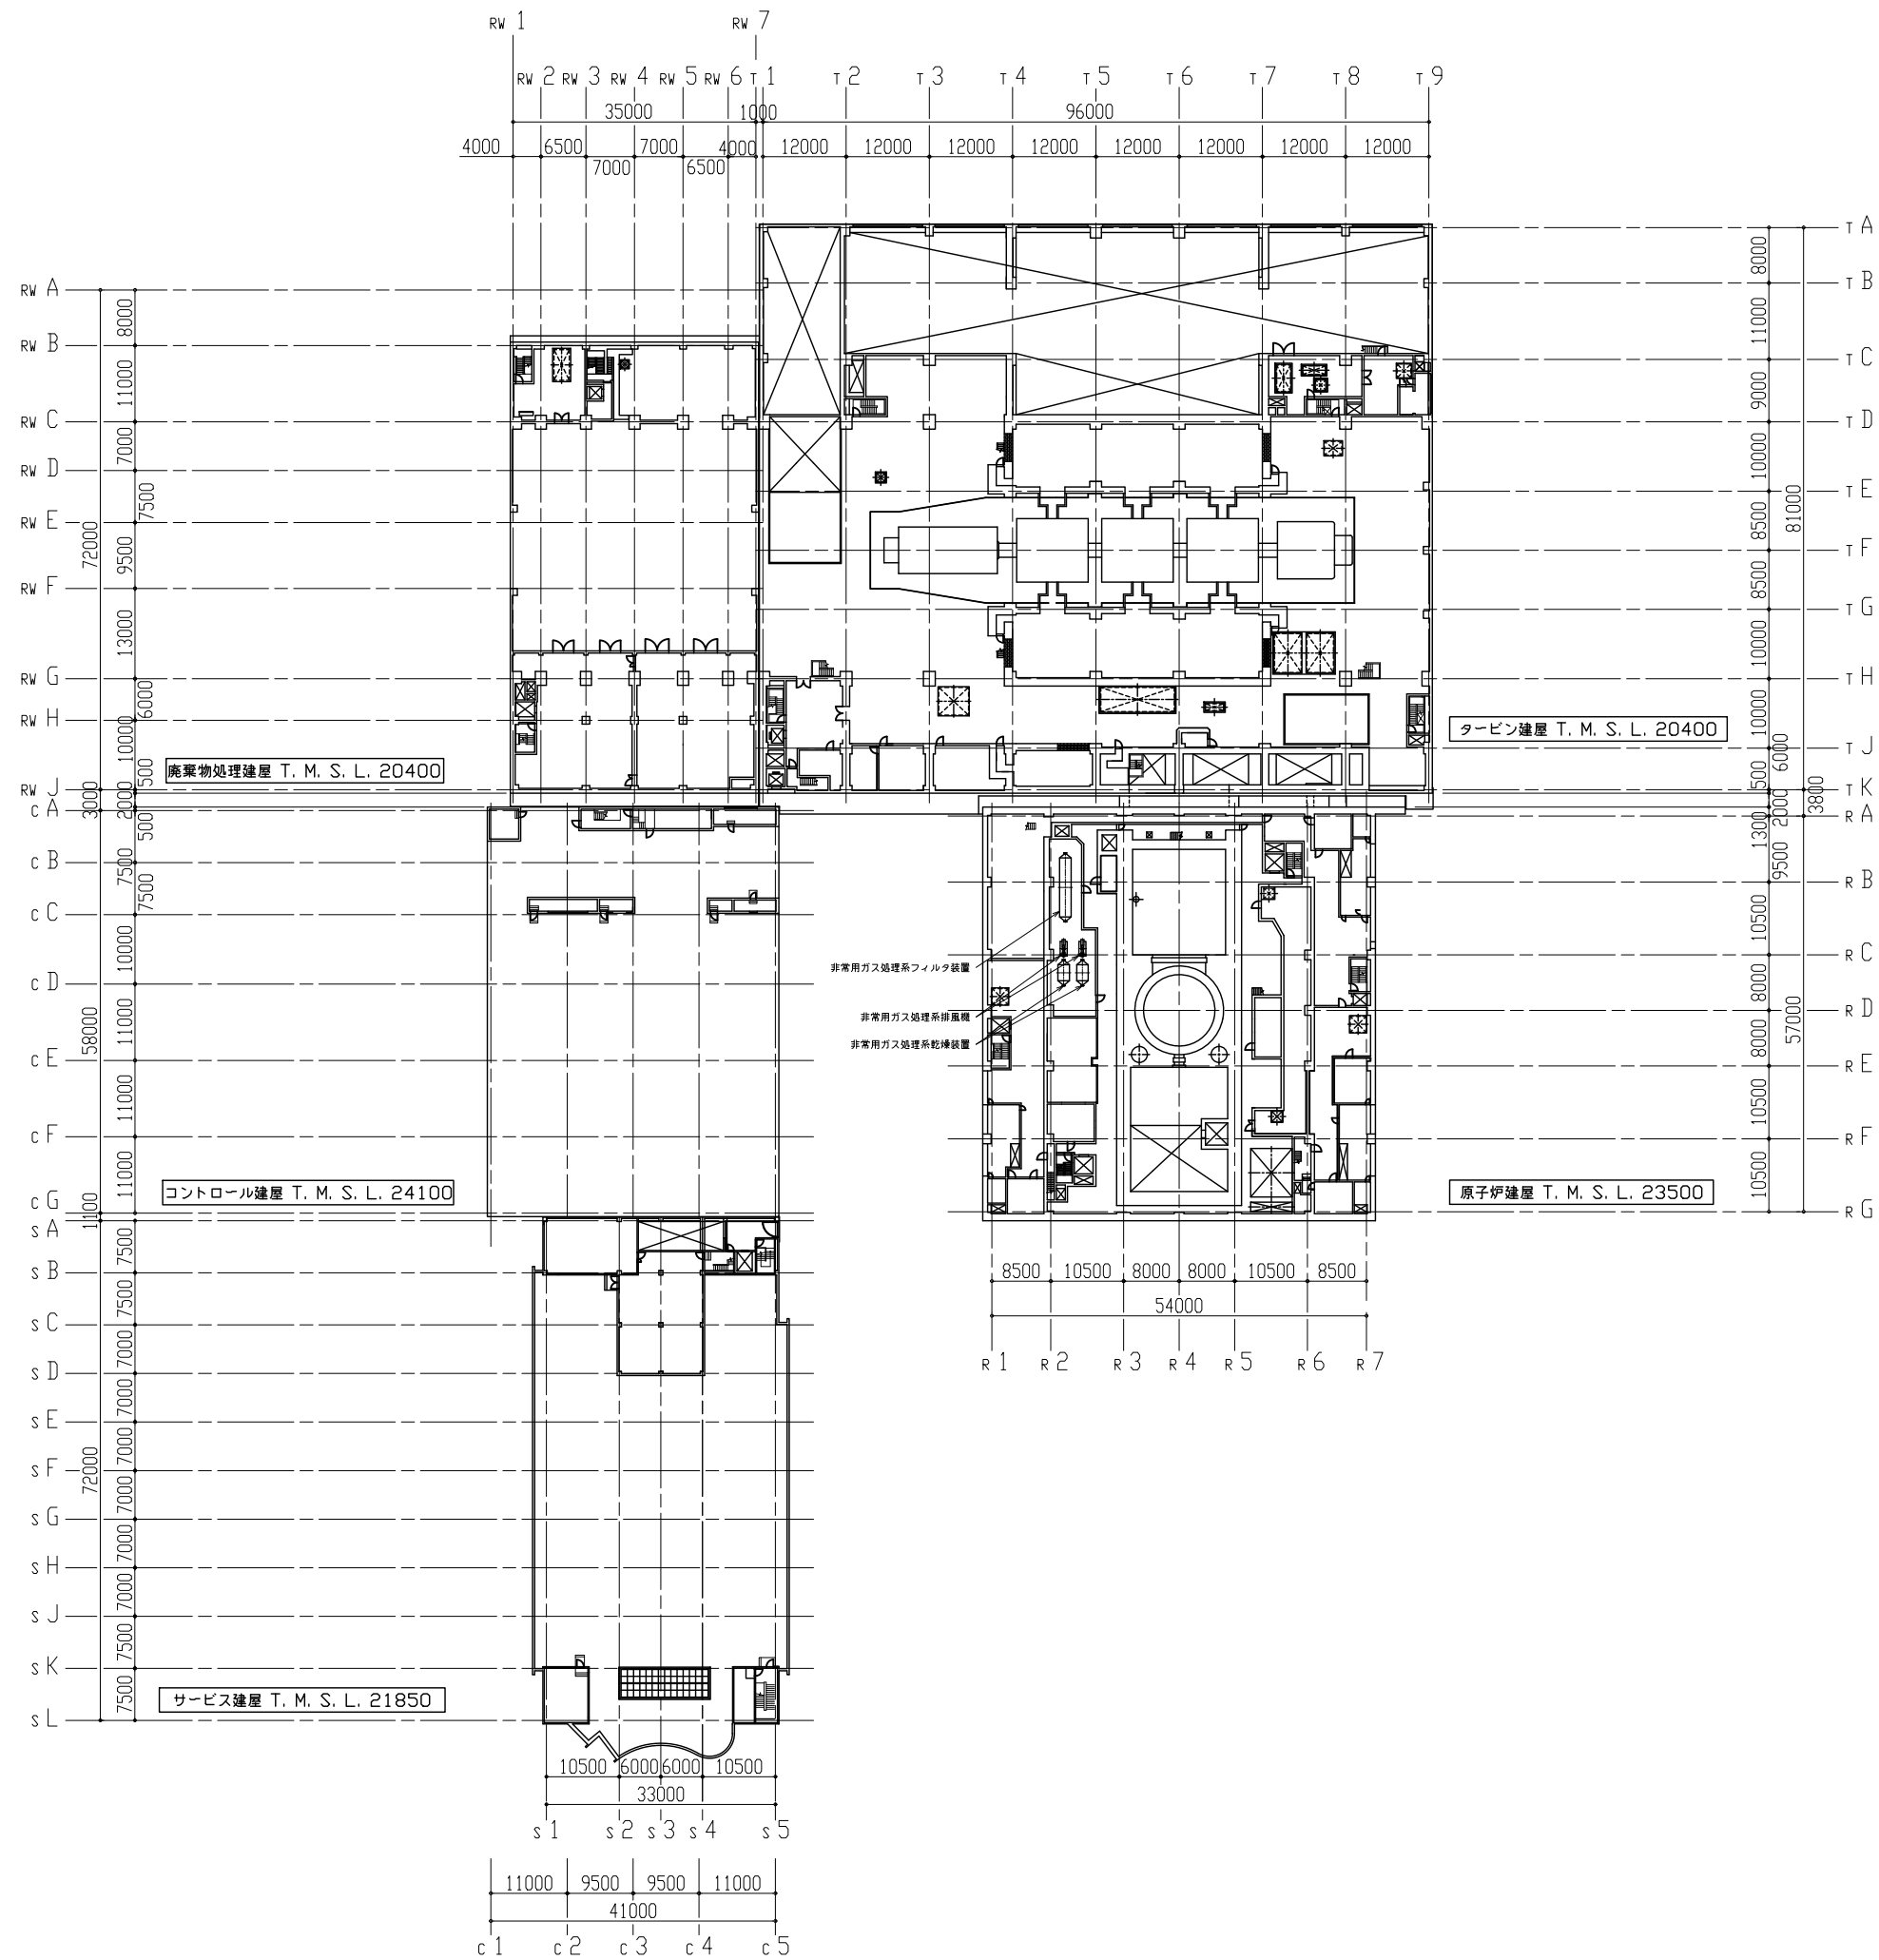 RW 1 RW 7
RW 2 RW 3 RW 4 RW 5 RW 6 T 1 T 2 T 3 T 4 T 5 T 6 T 7 T 8 T 9
35000 1000 96000
4000 6500 7000 7000 6500 4000 12000 12000 12000 12000 12000 12000 12000 12000
RW A
RW B
RW C
RW D
RW E
RW F
RW G
RW H
RW J
8000
11000
7000
7500
9500
13000
6000
10000
500
72000
T A
T B
T C
T D
T E
T F
T G
T H
T J
T K
8000
11000
9000
10000
8500
8500
10000
10000
6000
500
81000
廃棄物処理建屋 T. M. S. L. 20400
タービン建屋 T. M. S. L. 20400
3000
2000
500
c A
c B
c C
c D
c E
c F
c G
7500
7500
10000
11000
11000
11000
58000
1100
コントロール建屋 T. M. S. L. 24100
2000
3800
1300
R A
R B
R C
R D
R E
R F
R G
9500
10500
8000
8000
10500
10500
57000
非常用ガス処理系フィルタ装置
非常用ガス処理系排風機
非常用ガス処理系乾燥装置
原子炉建屋 T. M. S. L. 23500
8500 10500 8000 8000 10500 8500
54000
R 1 R 2 R 3 R 4 R 5 R 6 R 7
s A
s B
s C
s D
s E
s F
s G
s H
s J
s K
s L
7500
7500
7000
7000
7000
7000
7000
7000
7500
7500
72000
サービス建屋 T. M. S. L. 21850
10500 6000 6000 10500
33000
s 1 s 2 s 3 s 4 s 5
11000 9500 9500 11000
41000
c 1 c 2 c 3 c 4 c 5